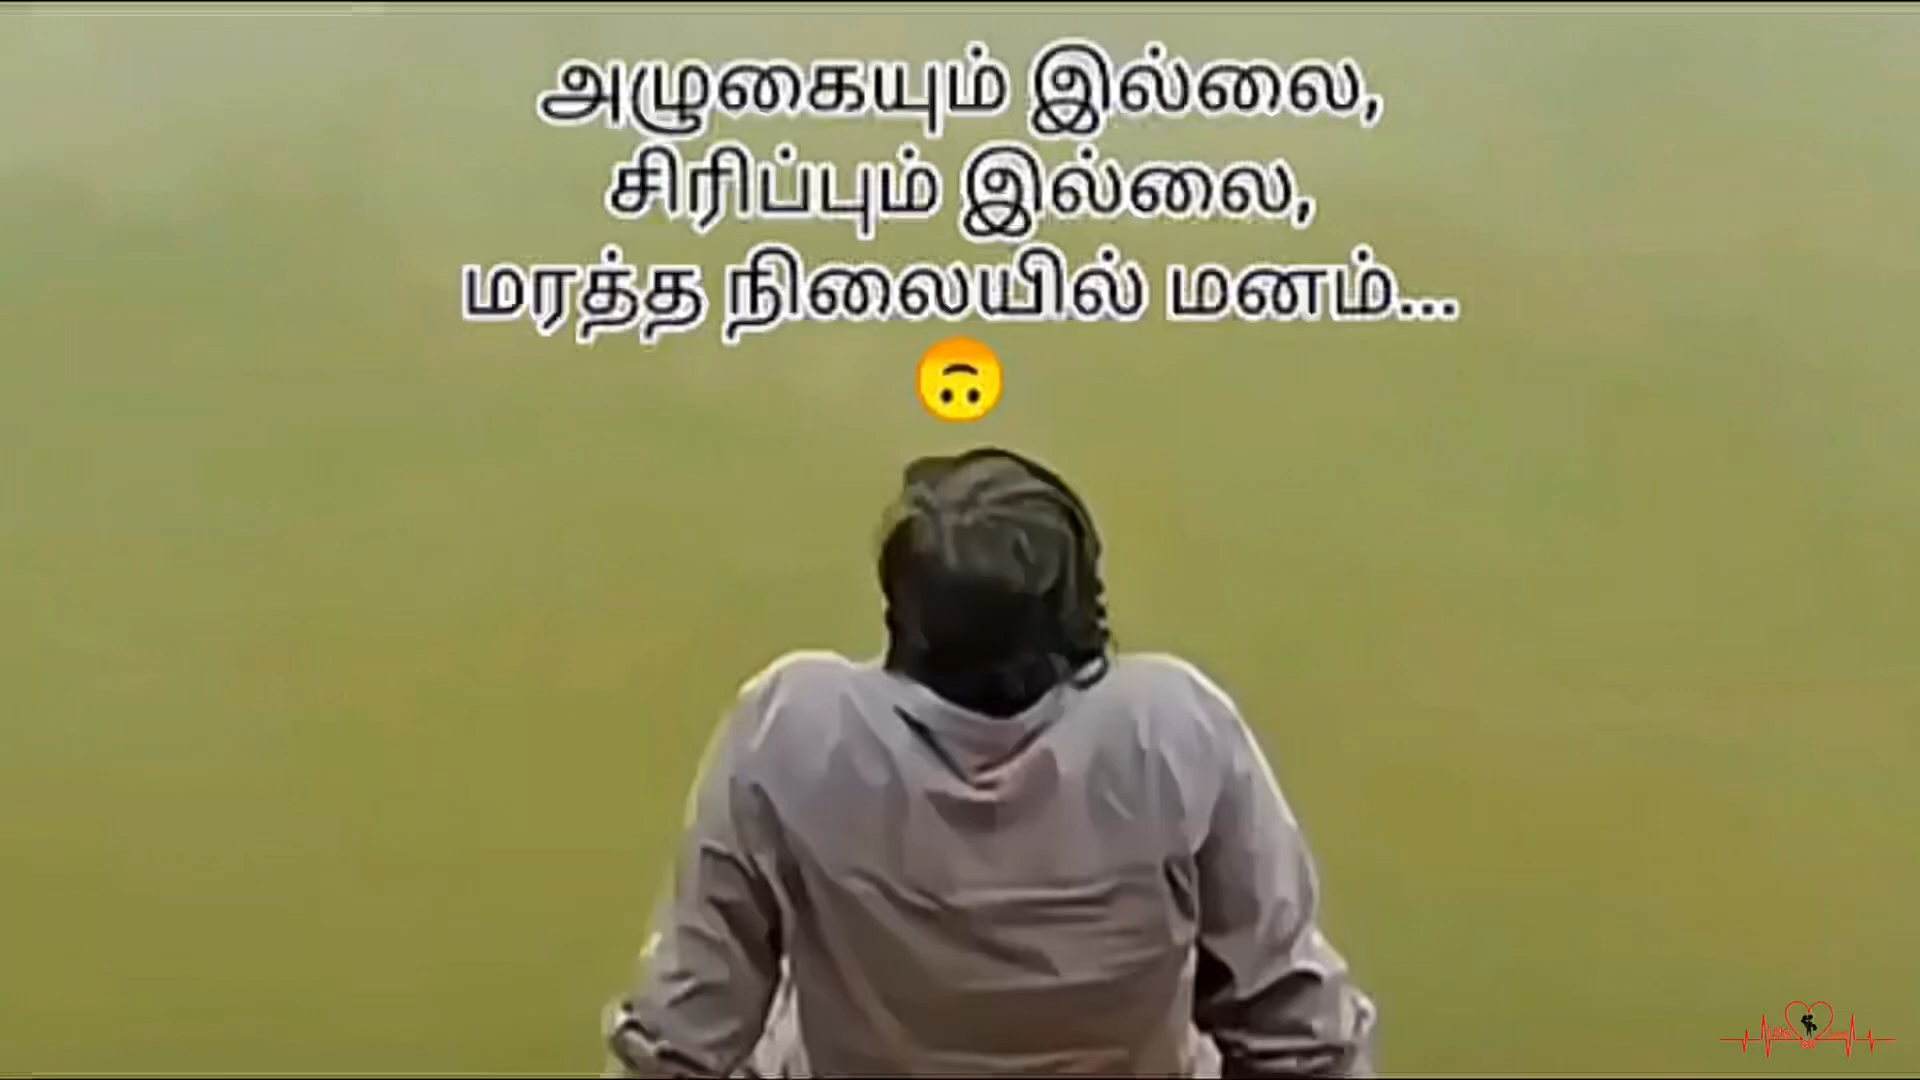 அழுகையும் இல்லை,
சிரிப்பும் இல்லை,
மரத்த நிலையில் மனம்...
🙃